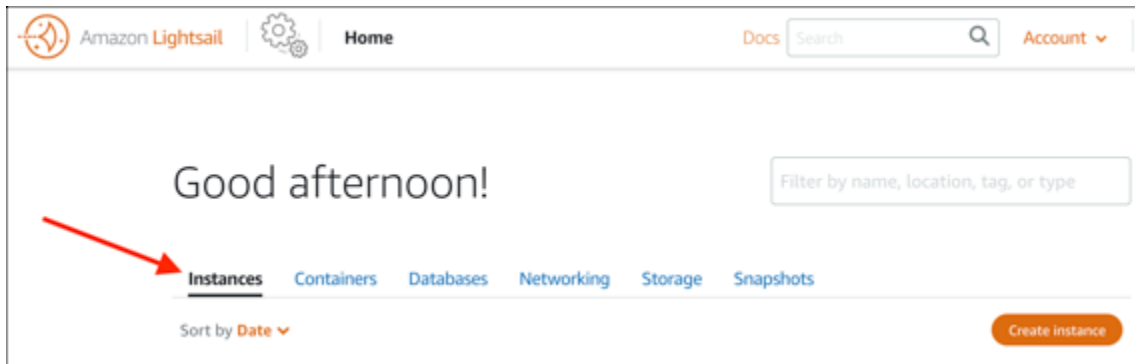 Amazon Lightsail Home Docs Search Account
Good afternoon!
Filter by name, location, tag, or type
Instances Containers Databases Networking Storage Snapshots
Sort by Date Create instance